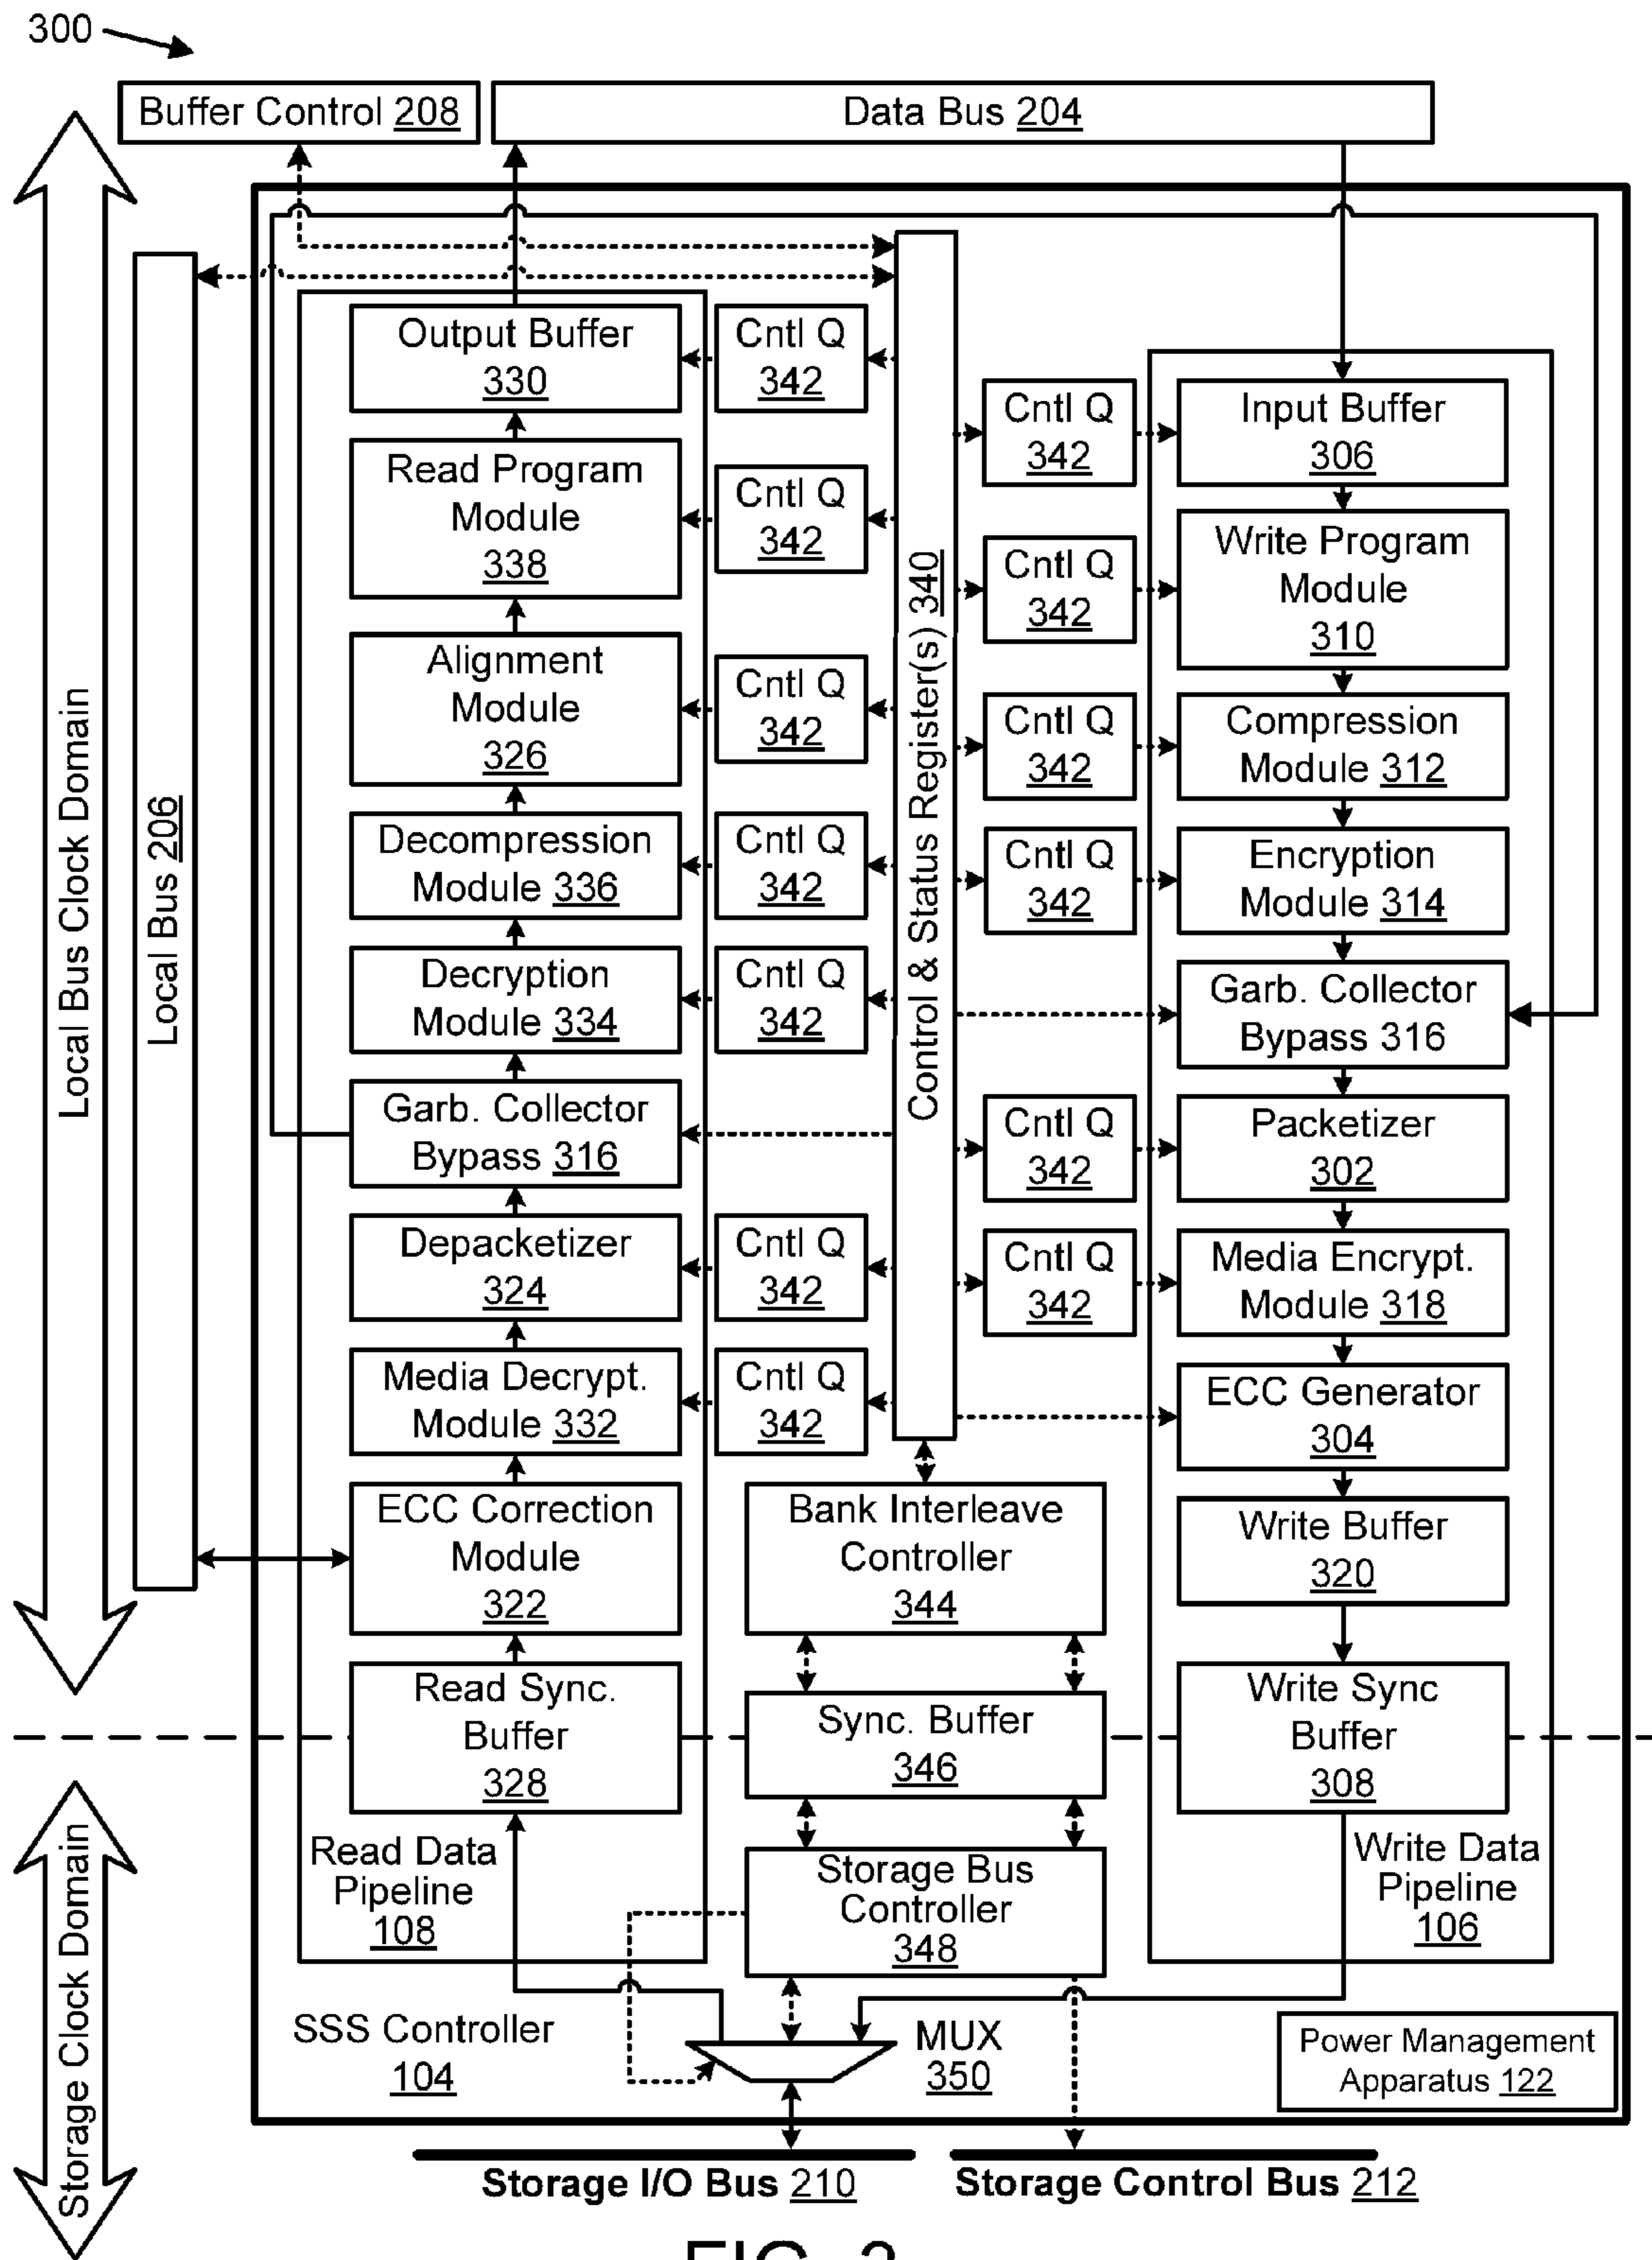 300
Buffer Control 208
Data Bus 204
Local Bus Clock Domain
Local Bus 206
Output Buffer
330
Cntl Q
342
Read Program
Module
338
Cntl Q
342
Alignment
Module
326
Cntl Q
342
Decompression
Module 336
Cntl Q
342
Decryption
Module 334
Cntl Q
342
Garb. Collector
Bypass 316
Depacketizer
324
Cntl Q
342
Media Decrypt.
Module 332
Cntl Q
342
ECC Correction
Module
322
Read Sync.
Buffer
328
Read Data
Pipeline
108
Control & Status Register(s) 340
Bank Interleave
Controller
344
Sync. Buffer
346
Storage Bus
Controller
348
Cntl Q
342
Input Buffer
306
Cntl Q
342
Write Program
Module
310
Cntl Q
342
Compression
Module 312
Cntl Q
342
Encryption
Module 314
Garb. Collector
Bypass 316
Cntl Q
342
Packetizer
302
Cntl Q
342
Media Encrypt.
Module 318
ECC Generator
304
Write Buffer
320
Write Sync
Buffer
308
Write Data
Pipeline
106
Storage Clock Domain
SSS Controller
104
MUX
350
Power Management
Apparatus 122
Storage I/O Bus 210
Storage Control Bus 212